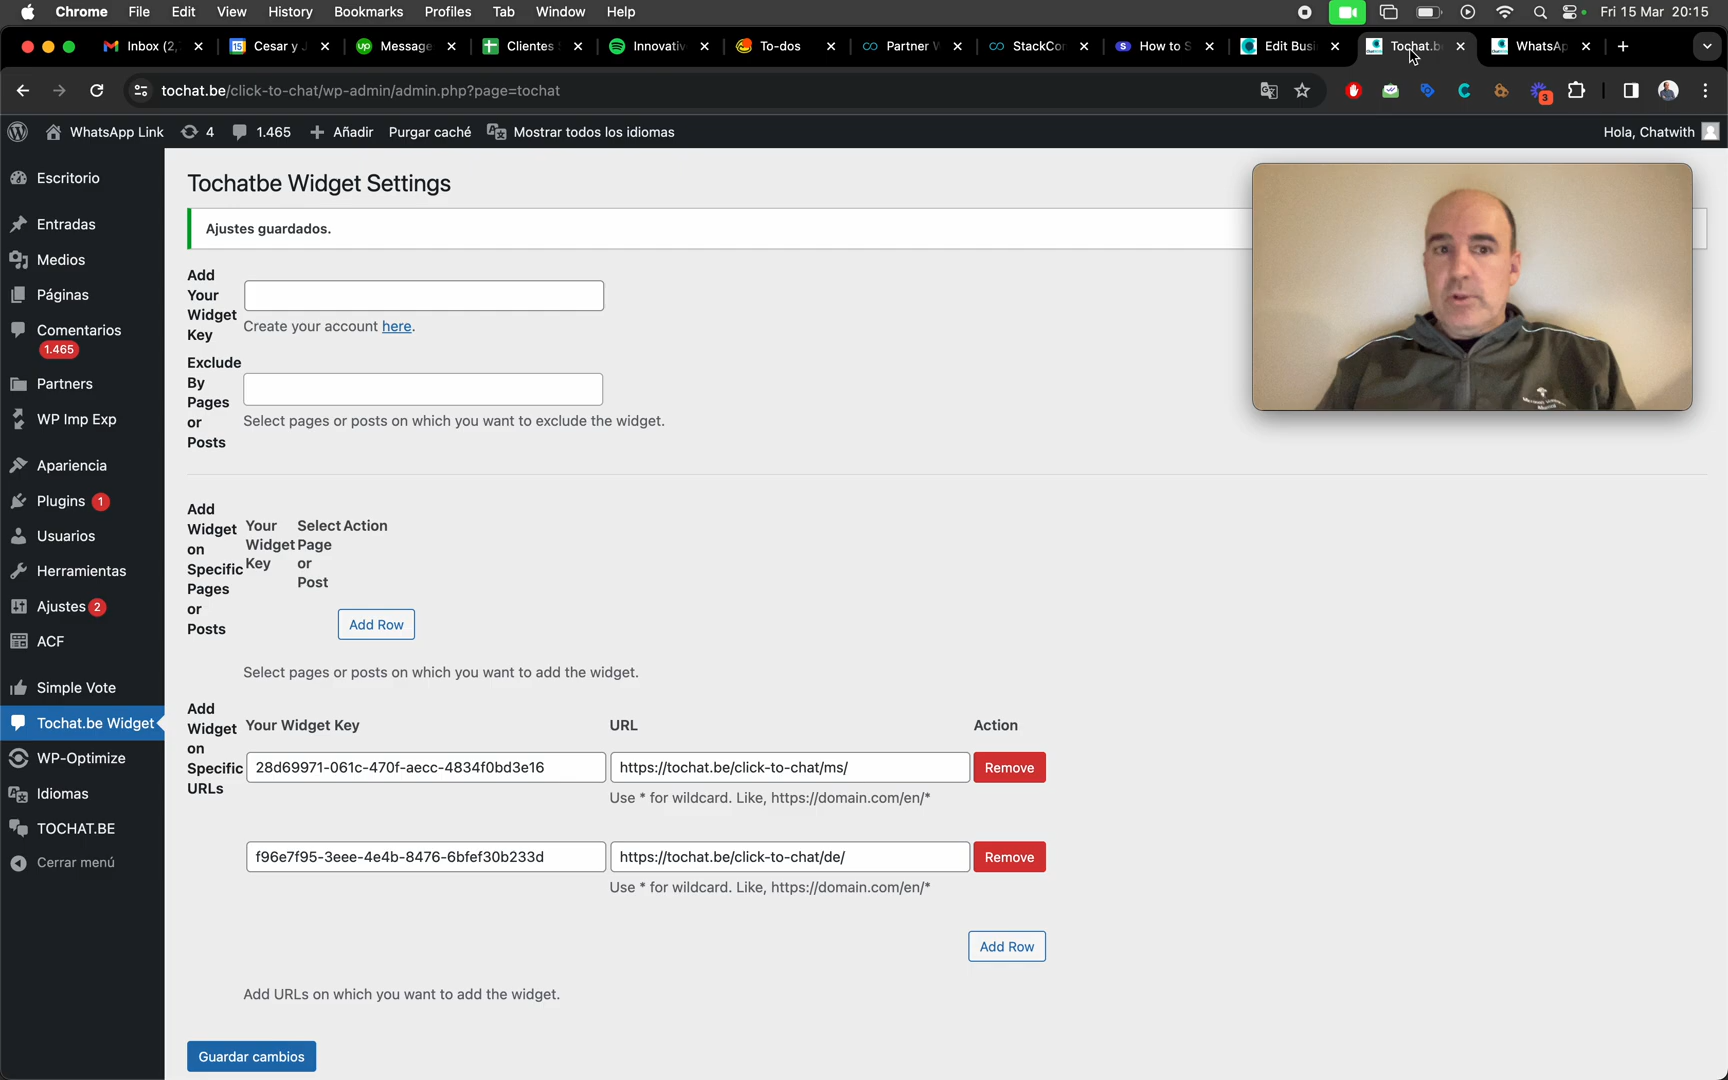 Chrome File Edit View History Bookmarks Profiles Tab Window Help Fri 15 Mar 20:15
Inbox (2, Cesar y J Message Clientes Innovativ To-dos Partner StackCor How to S Edit Busi Tochat.b WhatsAp
tochat.be/click-to-chat/wp-admin/admin.php?page=tochat
3
WhatsApp Link 4 1.465 Añadir Purgar caché Mostrar todos los idiomas Hola, Chatwith
Escritorio
Entradas
Medios
Páginas
Comentarios
1.465
Partners
WP Imp Exp
Apariencia
Plugins 1
Usuarios
Herramientas
Ajustes 2
ACF
Simple Vote
Tochat.be Widget
WP-Optimize
Idiomas
TOCHAT.BE
Cerrar menú
Tochatbe Widget Settings
Ajustes guardados.
Add
Your
Widget
Key
Create your account here.
Exclude
By
Pages
or
Posts
Select pages or posts on which you want to exclude the widget.
Add
Widget
on
Specific
Pages
or
Posts
Your
Widget
Key
Select
Page
or
Post
Action
Add Row
Select pages or posts on which you want to add the widget.
Add
Widget
on
Specific
URLs
Your Widget Key URL Action
28d69971-061c-470f-aecc-4834f0bd3e16 https://tochat.be/click-to-chat/ms/ Remove
Use * for wildcard. Like, https://domain.com/en/*
f96e7f95-3eee-4e4b-8476-6bfef30b233d https://tochat.be/click-to-chat/de/ Remove
Use * for wildcard. Like, https://domain.com/en/*
Add Row
Add URLs on which you want to add the widget.
Guardar cambios